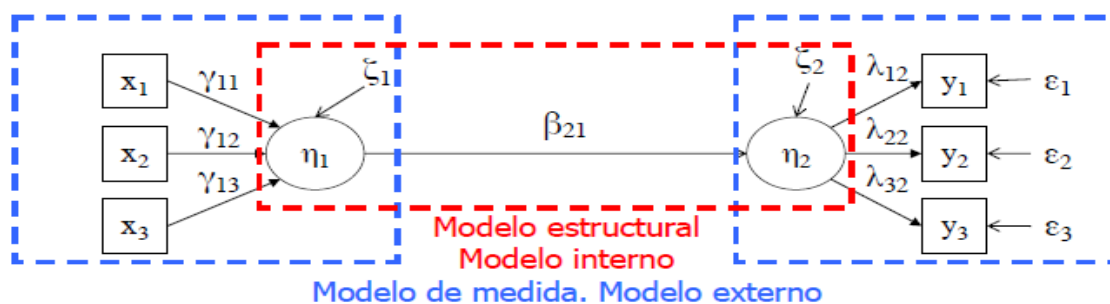 x₁ γ₁₁ ζ₁ ζ₂ λ₁₂ y₁ ε₁
x₂ γ₁₂ η₁ β₂₁ η₂ λ₂₂ y₂ ε₂
x₃ γ₁₃ λ₃₂ y₃ ε₃
Modelo estructural
Modelo interno
Modelo de medida. Modelo externo